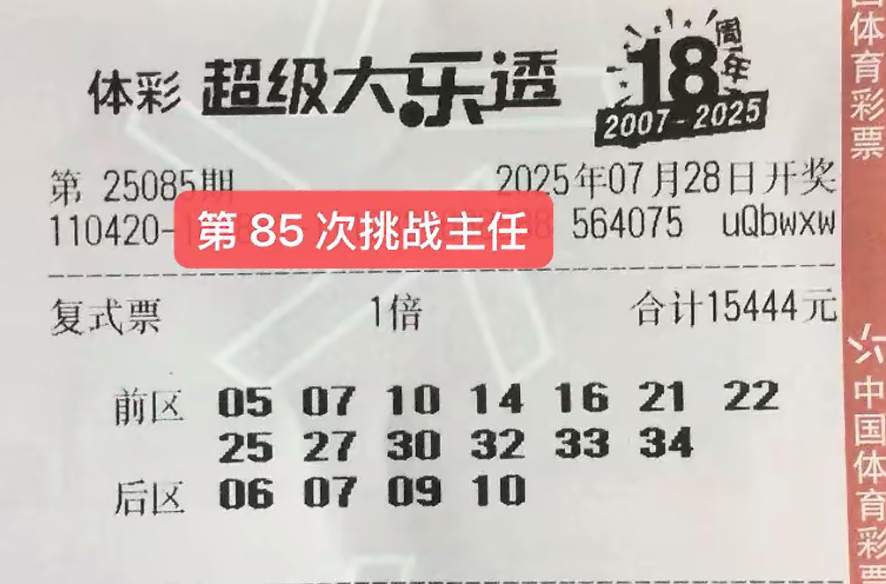 体彩 超级大乐透 18周年
2007-2025
第 25085期 2025年07月28日开奖
110420- 564075 uQbwxw
第 85 次挑战主任
复式票 1倍 合计15444元
前区 05 07 10 14 16 21 22
25 27 30 32 33 34
后区 06 07 09 10
国体育彩票
中国体育彩票